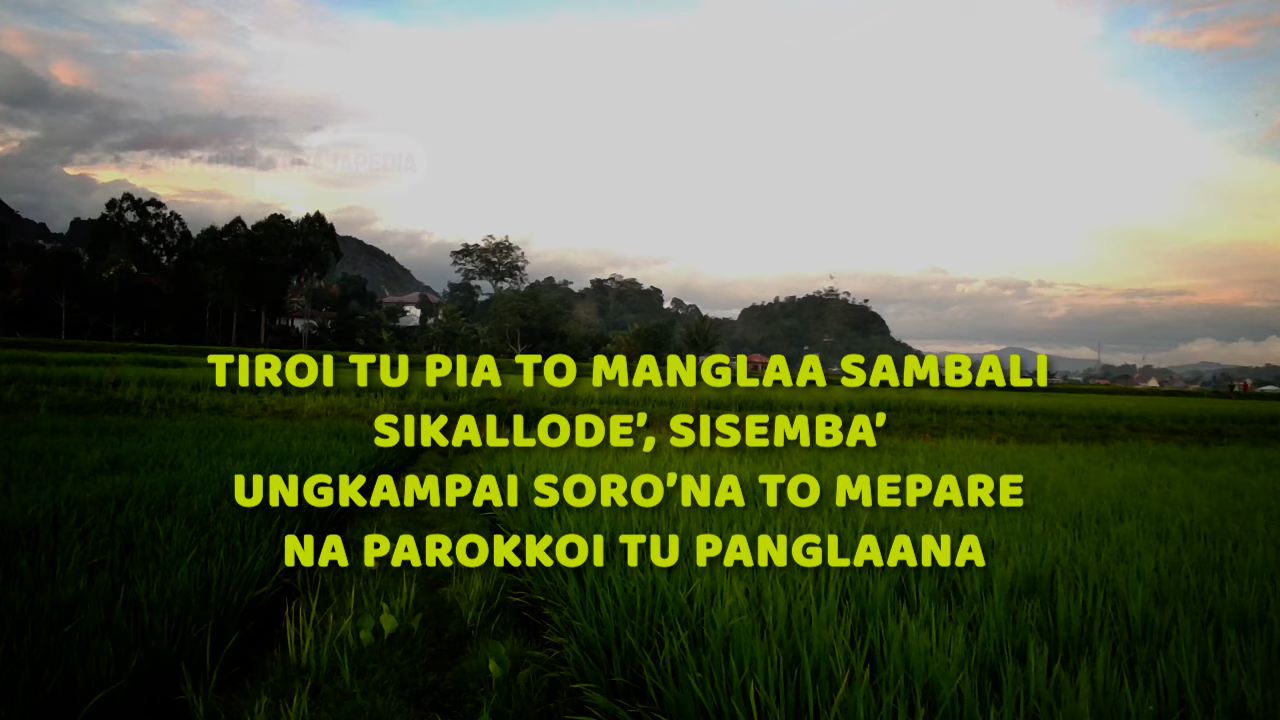 TIROI TU PIA TO MANGLAA SAMBALI
SIKALLODE’, SISEMBA’
UNGKAMPAI SORO’NA TO MEPARE
NA PAROKKOI TU PANGLAANA